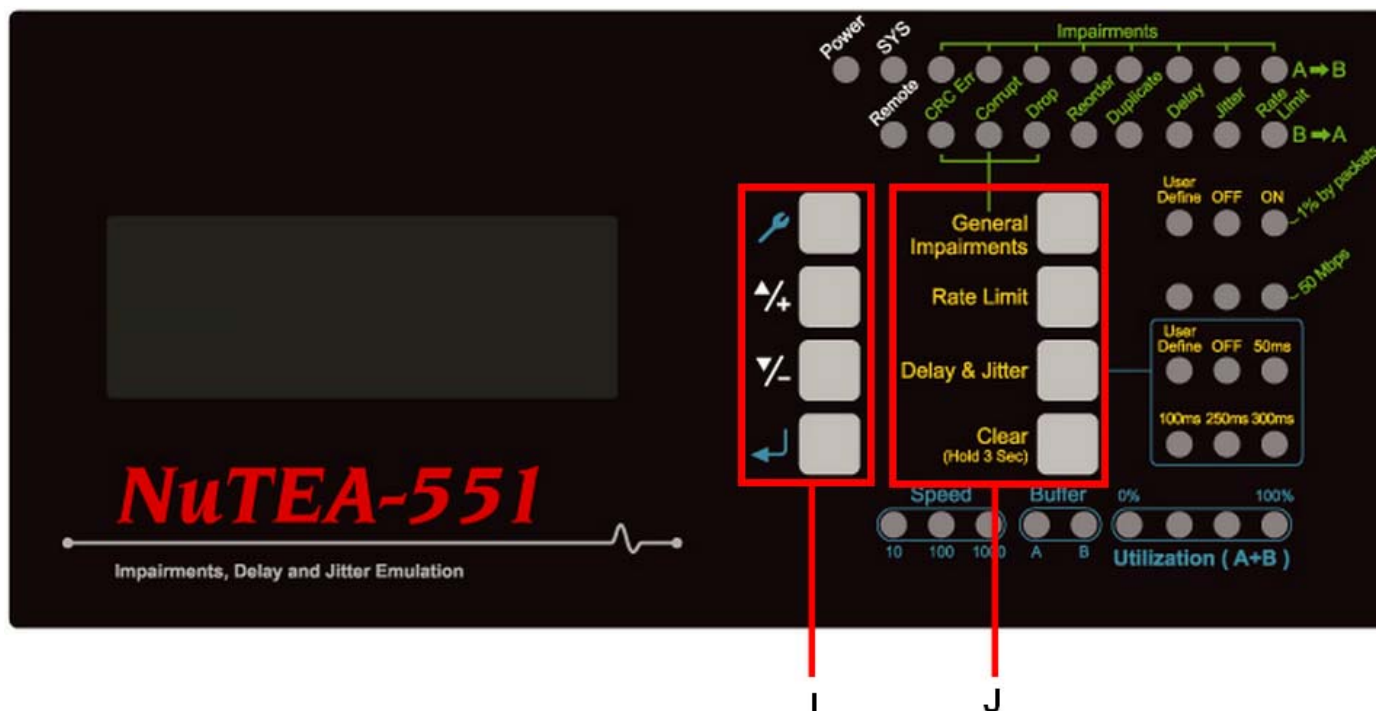 Impairments
Power SYS A➡B
Remote CRC Err Corrupt Drop Reorder Duplicate Delay Jitter Rate Limit B➡A
User Define OFF ON 1% by packets
General
Impairments
▲/+ Rate Limit 50 Mbps
User Define OFF 50ms
▼/- Delay & Jitter
100ms 250ms 300ms
Clear
(Hold 3 Sec)
NuTEA-551
Speed Buffer 0% 100%
10 100 1000 A B Utilization ( A+B )
Impairments, Delay and Jitter Emulation
I J